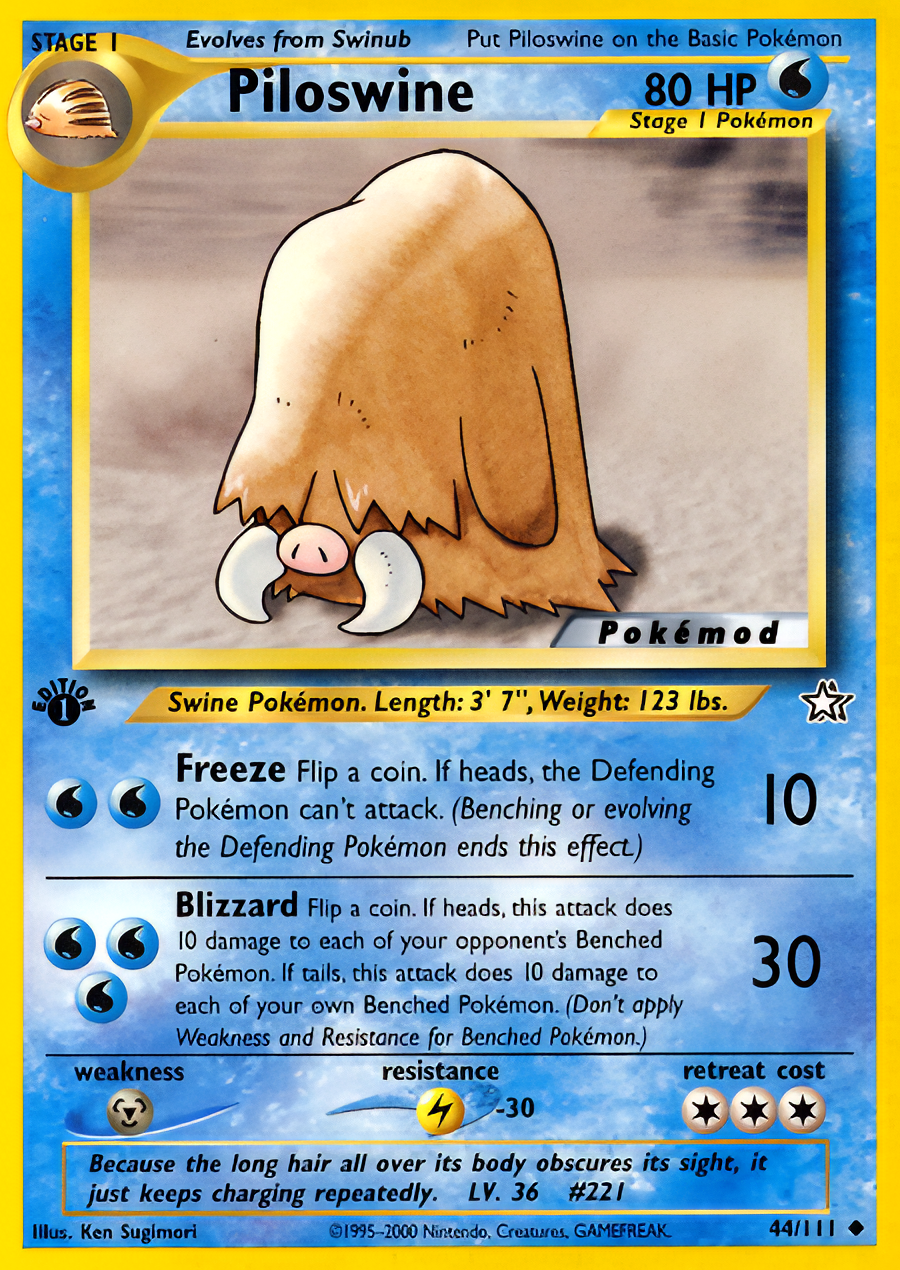 STAGE 1
Evolves from Swinub
Put Piloswine on the Basic Pokémon
Piloswine
80 HP
Stage 1 Pokémon
Pokémod
EDITION
1
Swine Pokémon. Length: 3' 7", Weight: 123 lbs.
Freeze Flip a coin. If heads, the Defending
Pokémon can't attack. (Benching or evolving
the Defending Pokémon ends this effect.)
10
Blizzard Flip a coin. If heads, this attack does
10 damage to each of your opponent's Benched
Pokémon. If tails, this attack does 10 damage to
each of your own Benched Pokémon. (Don't apply
Weakness and Resistance for Benched Pokémon.)
30
weakness
resistance
retreat cost
-30
Because the long hair all over its body obscures its sight, it
just keeps charging repeatedly. LV. 36 #221
Illus. Ken Sugimori
©1995–2000 Nintendo, Creatures, GAMEFREAK.
44/111